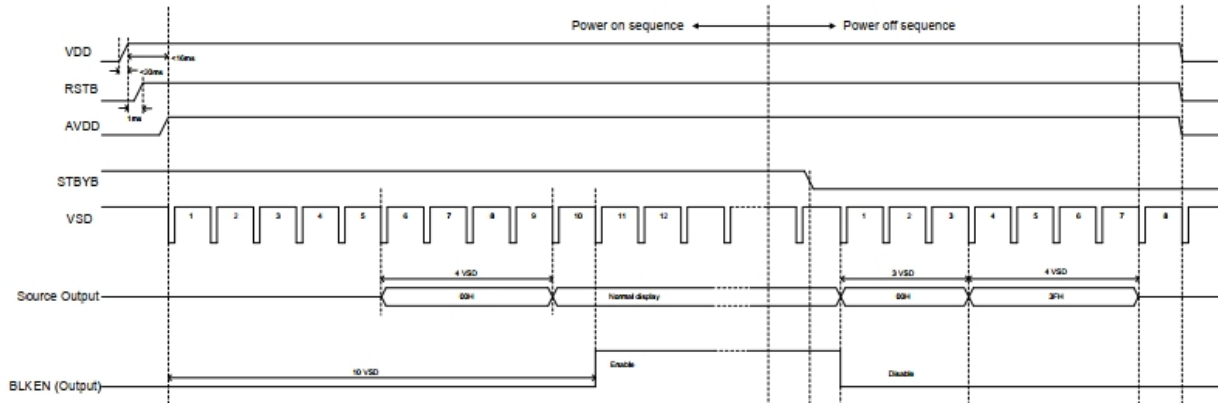 Power on sequence
Power off sequence
VDD
<16ms
<20ms
RSTB
1ms
AVDD
STBYB
VSD
1 2 3 4 5 6 7 8 9 10 11 12 1 2 3 4 5 6 7 8
4 VSD 3 VSD 4 VSD
Source Output
00H Normal display 00H 3FH
Enable
10 VSD Disable
BLKEN (Output)